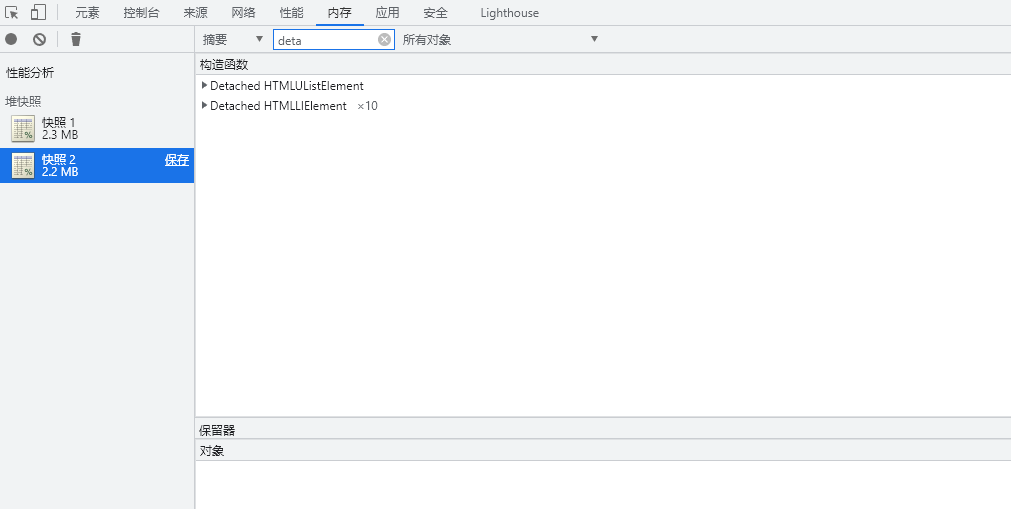 元素 控制台 来源 网络 性能 内存 应用 安全 Lighthouse
摘要 deta 所有对象
性能分析
堆快照
快照 1
2.3 MB
快照 2 保存
2.2 MB
构造函数
Detached HTMLUListElement
Detached HTMLLIElement ×10
保留器
对象